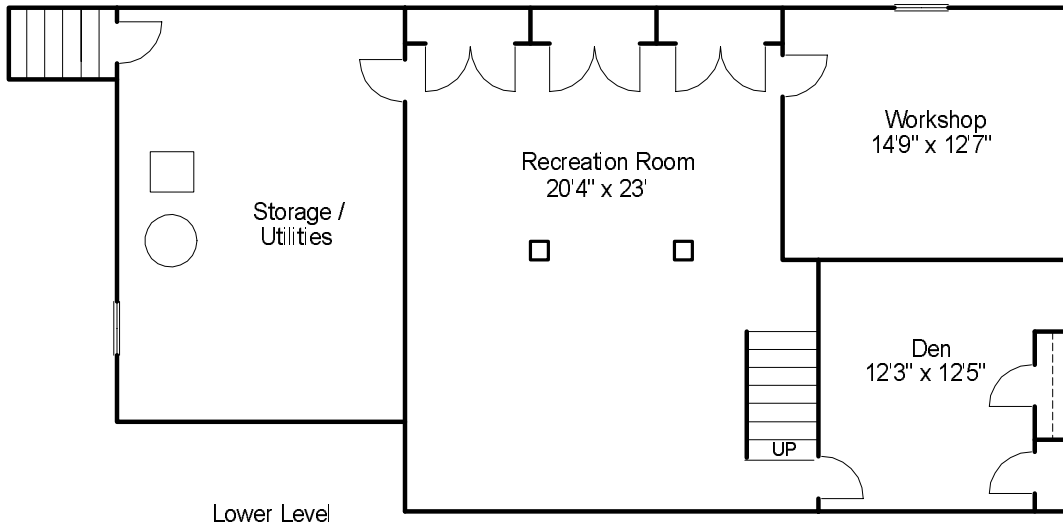 Workshop
14'9" x 12'7"
Recreation Room
20'4" x 23'
Storage /
Utilities
Den
12'3" x 12'5"
UP
Lower Level